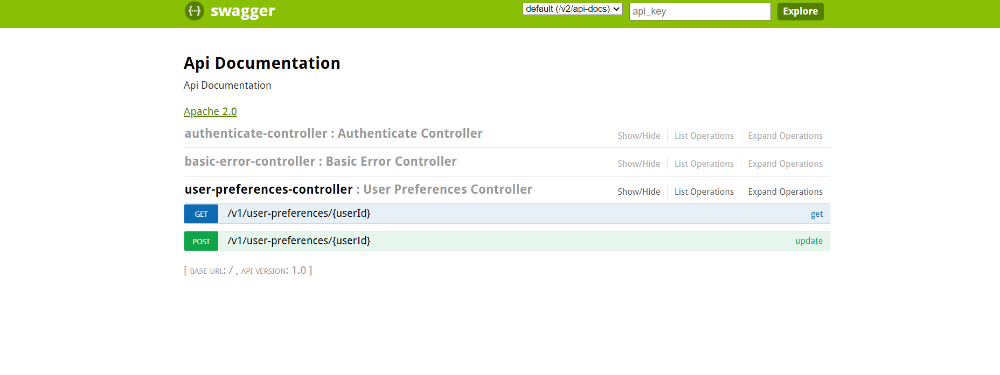 swagger default (/v2/api-docs) api_key Explore
Api Documentation
Api Documentation
Apache 2.0
authenticate-controller : Authenticate Controller Show/Hide List Operations Expand Operations
basic-error-controller : Basic Error Controller Show/Hide List Operations Expand Operations
user-preferences-controller : User Preferences Controller Show/Hide List Operations Expand Operations
GET /v1/user-preferences/{userId} get
POST /v1/user-preferences/{userId} update
[ BASE URL: / , API VERSION: 1.0 ]